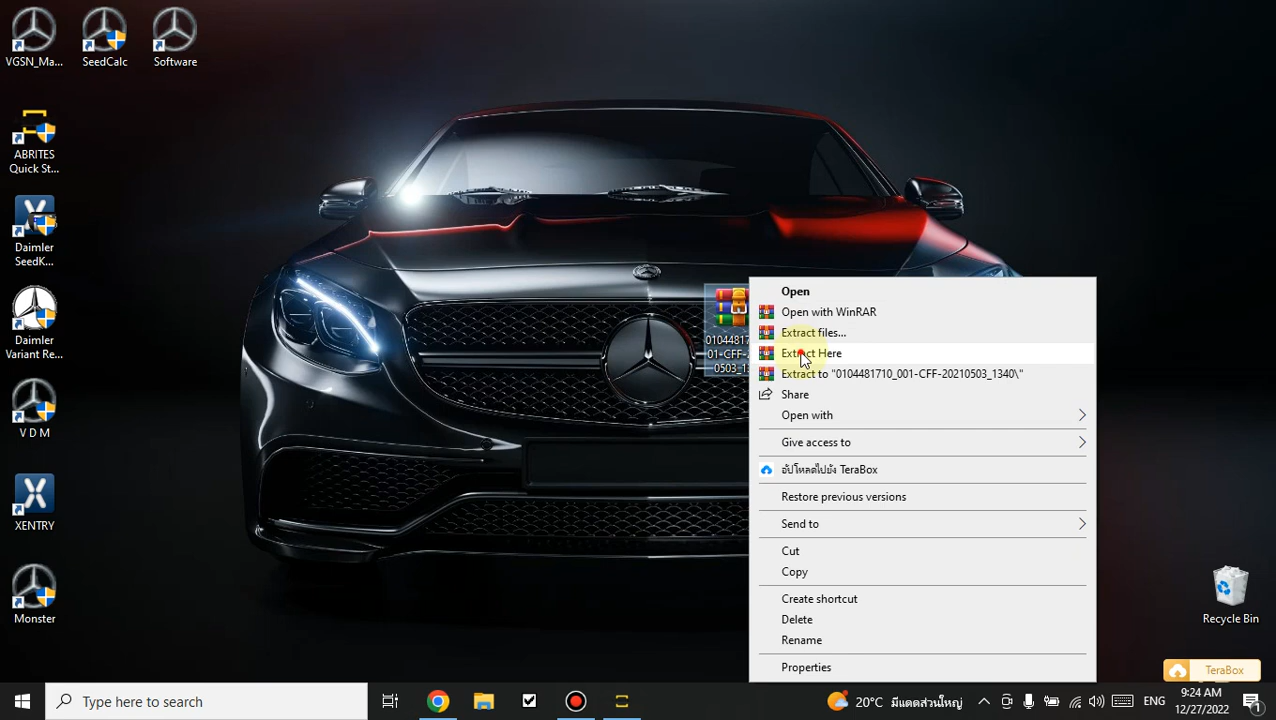 VGSN_Ma...
SeedCalc
Software
ABRITES
Quick St...
Daimler
SeedK...
Daimler
Variant Re...
V D M
XENTRY
Monster
Open
Open with WinRAR
Extract files...
Extract Here
Extract to "0104481710_001-CFF-20210503_1340\"
Share
Open with
Give access to
อัปโหลดไปยัง TeraBox
Restore previous versions
Send to
Cut
Copy
Create shortcut
Delete
Rename
Properties
Recycle Bin
TeraBox
Type here to search
20°C มีแดดส่วนใหญ่
ENG
9:24 AM
12/27/2022
1